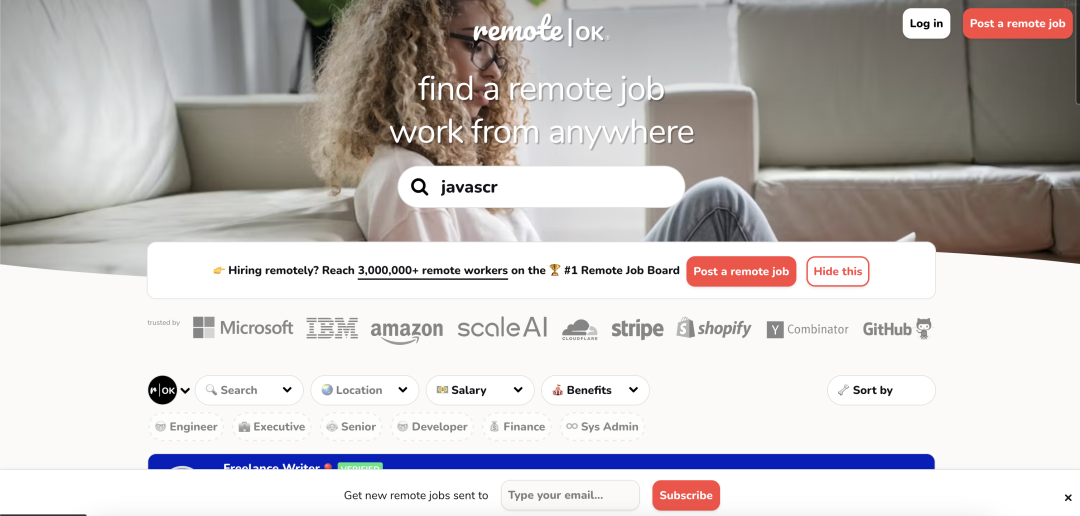 remote|OK®
Log in
Post a remote job
find a remote job
work from anywhere
javascr
👉 Hiring remotely? Reach 3,000,000+ remote workers on the 🏆 #1 Remote Job Board
Post a remote job
Hide this
trusted by
Microsoft
IBM
amazon
scale AI
CLOUDFLARE
stripe
shopify
Y Combinator
GitHub
r|OK
🔍 Search
🌏 Location
💵 Salary
🎪 Benefits
🦴 Sort by
Engineer
Executive
Senior
Developer
Finance
Sys Admin
Freelance Writer 🎈 VERIFIED
Get new remote jobs sent to
Type your email...
Subscribe
×